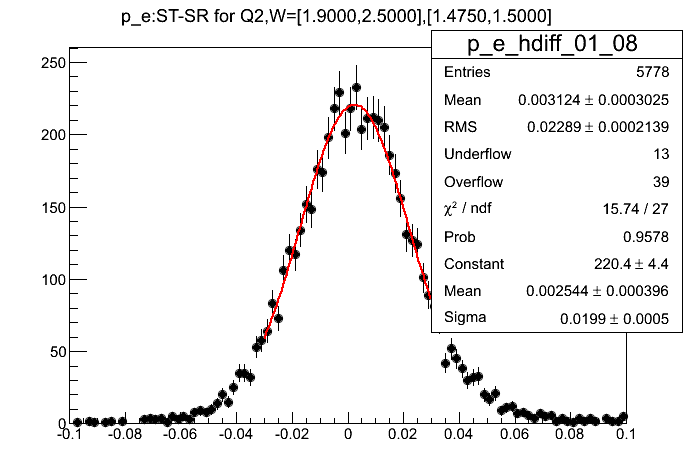 p_e:ST-SR for Q2,W=[1.9000,2.5000],[1.4750,1.5000]
p_e_hdiff_01_08
Entries 5778
Mean 0.003124 ± 0.0003025
RMS 0.02289 ± 0.0002139
Underflow 13
Overflow 39
χ² / ndf 15.74 / 27
Prob 0.9578
Constant 220.4 ± 4.4
Mean 0.002544 ± 0.000396
Sigma 0.0199 ± 0.0005
250
200
150
100
50
0
-0.1 -0.08 -0.06 -0.04 -0.02 0 0.02 0.04 0.06 0.08 0.1